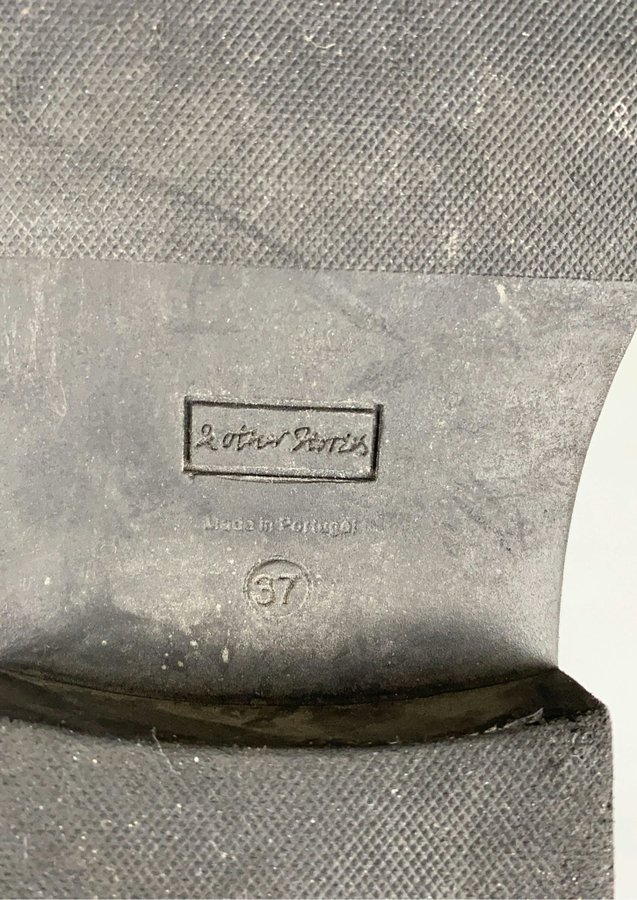 & other Stories
Made in Portugal
37